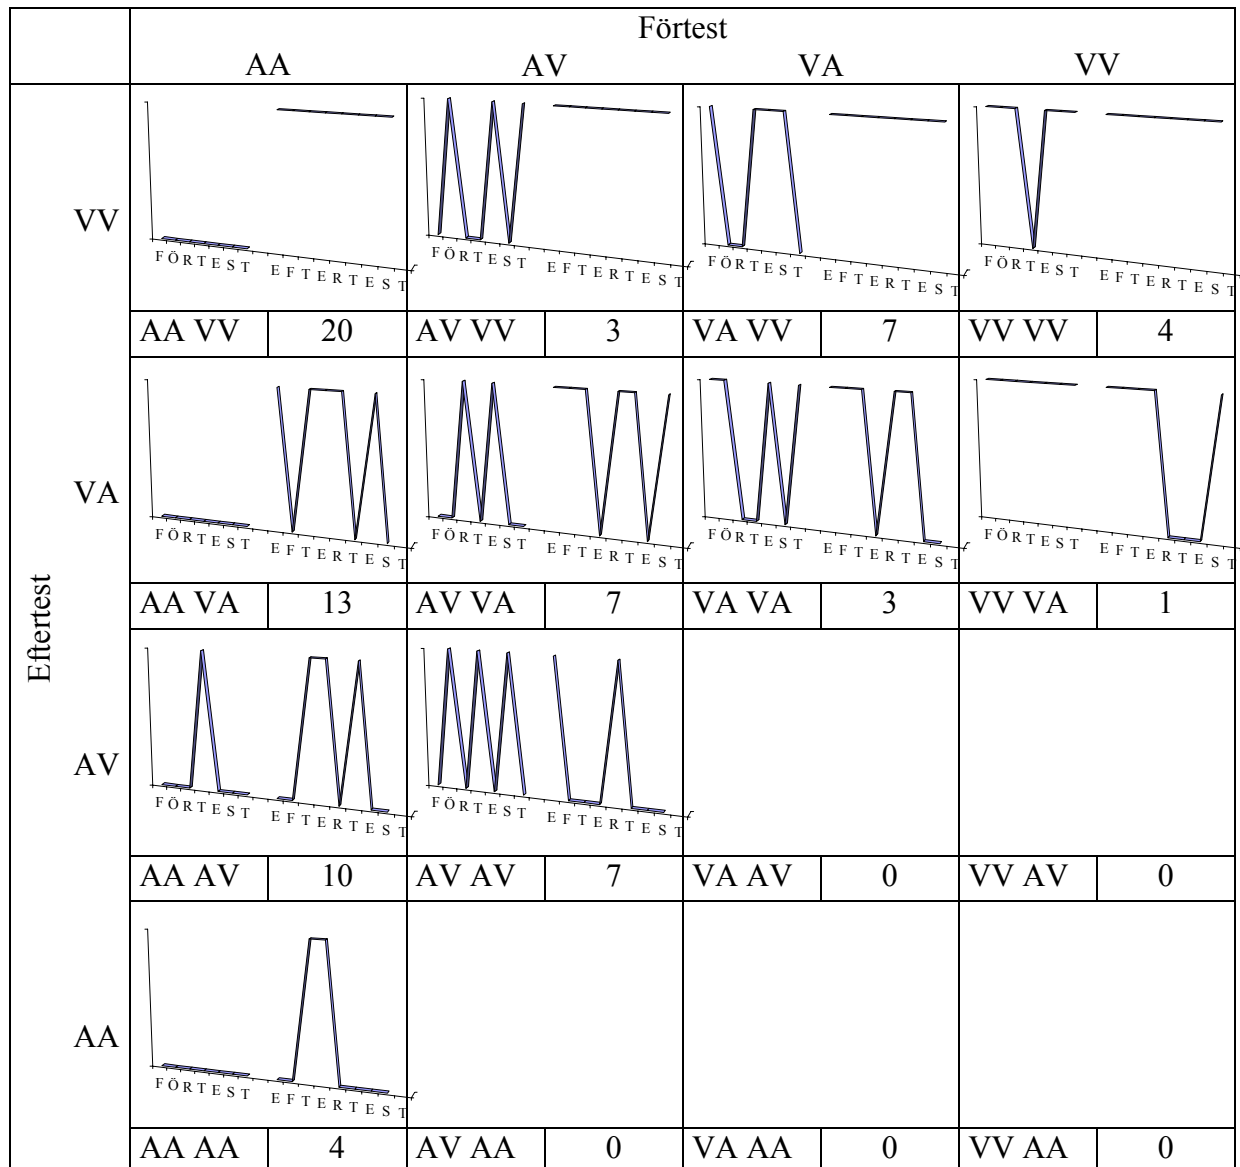 Förtest
AA AV VA VV
VV
FÖRTEST EFTERTEST FÖRTEST EFTERTEST FÖRTEST EFTERTEST FÖRTEST EFTERTEST
AA VV 20 AV VV 3 VA VV 7 VV VV 4
VA
FÖRTEST EFTERTEST FÖRTEST EFTERTEST FÖRTEST EFTERTEST FÖRTEST EFTERTEST
AA VA 13 AV VA 7 VA VA 3 VV VA 1
Eftertest
AV
FÖRTEST EFTERTEST FÖRTEST EFTERTEST
AA AV 10 AV AV 7 VA AV 0 VV AV 0
AA
FÖRTEST EFTERTEST
AA AA 4 AV AA 0 VA AA 0 VV AA 0